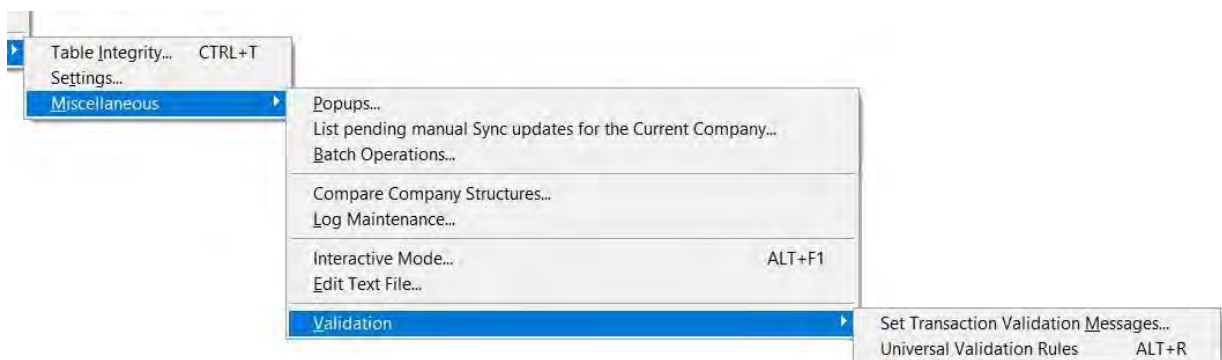 Table Integrity... CTRL+T
Settings...
Miscellaneous
Popups...
List pending manual Sync updates for the Current Company...
Batch Operations...
Compare Company Structures...
Log Maintenance...
Interactive Mode... ALT+F1
Edit Text File...
Validation
Set Transaction Validation Messages...
Universal Validation Rules ALT+R